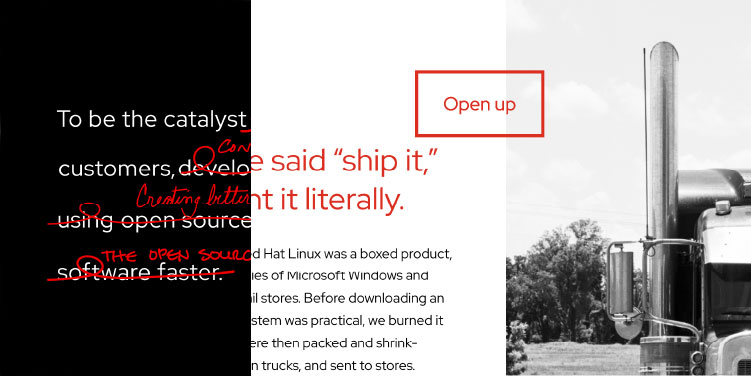 To be the catalyst
customers, develo
using open source
software faster.
CON
Creating better
THE OPEN SOURC
e said “ship it,”
nt it literally.
Open up
d Hat Linux was a boxed product,
es of Microsoft Windows and
il stores. Before downloading an
stem was practical, we burned it
ere then packed and shrink-
n trucks, and sent to stores.